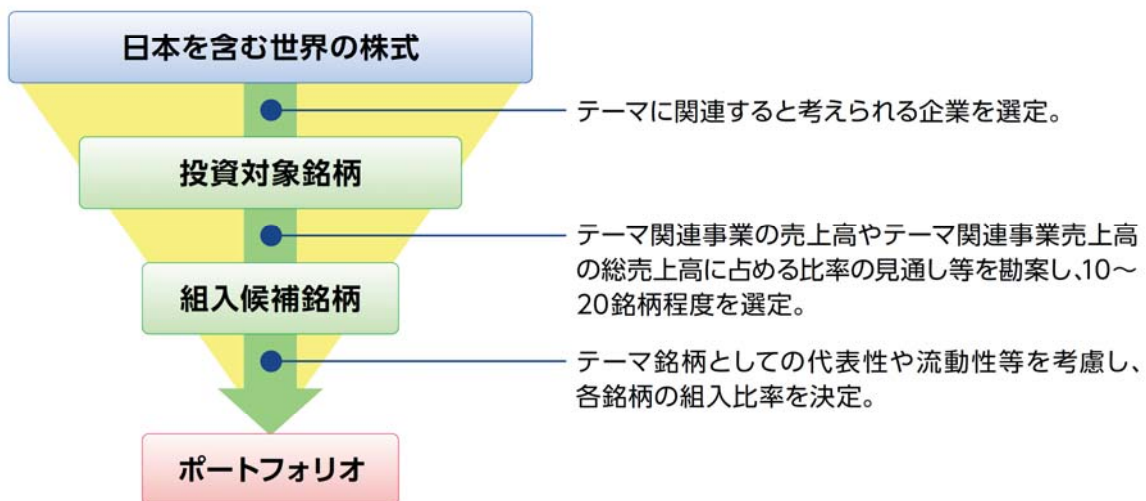 日本を含む世界の株式
テーマに関連すると考えられる企業を選定。
投資対象銘柄
テーマ関連事業の売上高やテーマ関連事業売上高
の総売上高に占める比率の見通し等を勘案し、10～
20銘柄程度を選定。
組入候補銘柄
テーマ銘柄としての代表性や流動性等を考慮し、
各銘柄の組入比率を決定。
ポートフォリオ